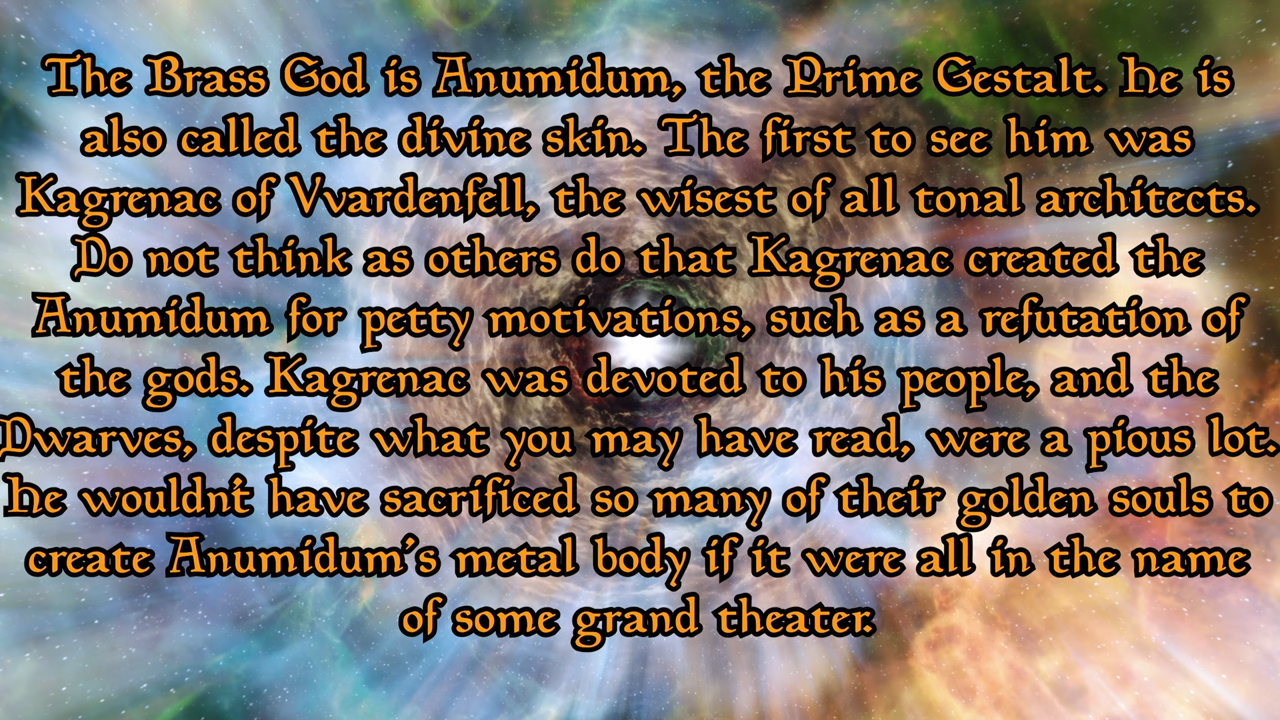 The Brass God is Anumidum, the Prime Gestalt. He is
also called the divine skin. The first to see him was
Kagrenac of Vvardenfell, the wisest of all tonal architects.
Do not think as others do that Kagrenac created the
Anumidum for petty motivations, such as a refutation of
the gods. Kagrenac was devoted to his people, and the
Dwarves, despite what you may have read, were a pious lot.
He wouldn't have sacrificed so many of their golden souls to
create Anumidum's metal body if it were all in the name
of some grand theater.